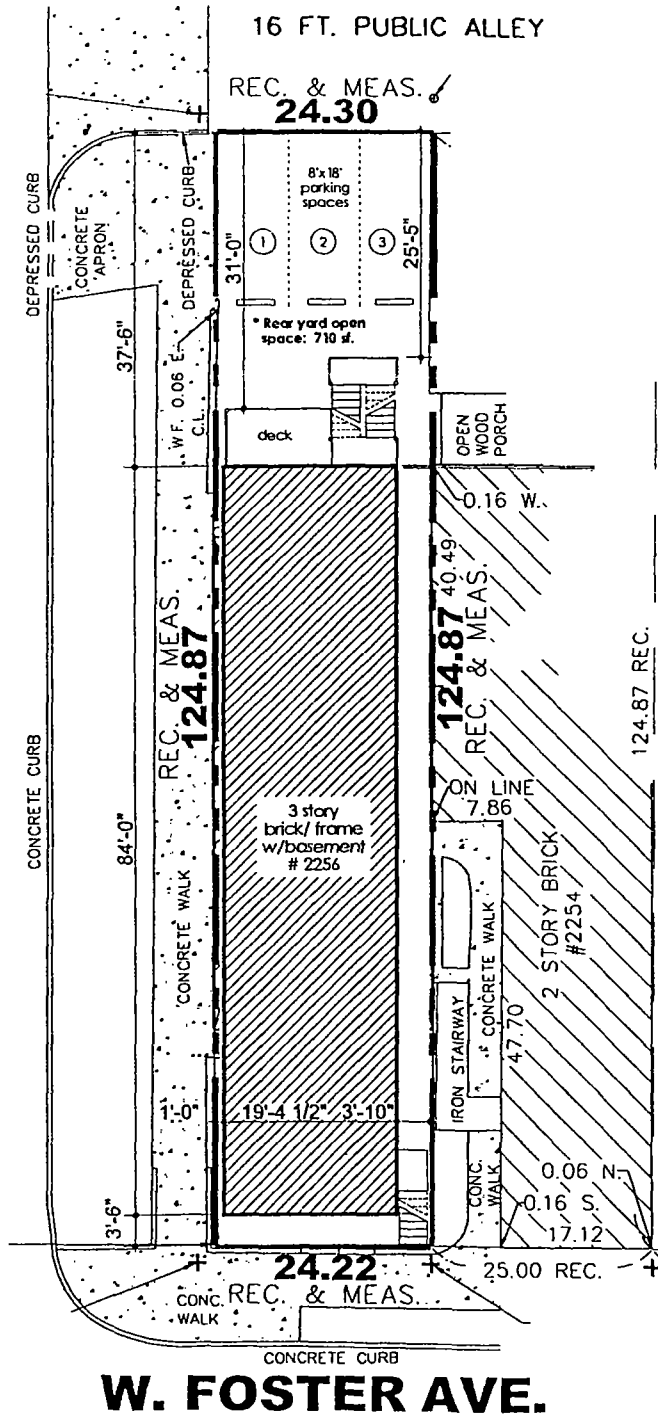 16 FT. PUBLIC ALLEY
REC. & MEAS.
24.30
DEPRESSED CURB
CONCRETE
APRON
DEPRESSED CURB
8'x18'
parking
spaces
1
2
3
31'-0"
25'-5"
* Rear yard open
space: 710 sf.
37'-6"
W.F. 0.06 E.
C.L.
deck
OPEN
WOOD
PORCH
0.16 W.
40.49
REC. & MEAS.
124.87
124.87
REC. & MEAS.
124.87 REC.
ON LINE
7.86
CONCRETE CURB
84'-0"
CONCRETE WALK
3 story
brick/ frame
w/basement
# 2256
2 STORY BRICK
#2254
CONCRETE WALK
IRON STAIRWAY
47.70
1'-0"
19'-4 1/2"
3'-10"
CONC.
WALK
0.06 N.
0.16 S.
17.12
3'-6"
24.22
25.00 REC.
REC. & MEAS.
CONC.
WALK
CONCRETE CURB
W. FOSTER AVE.